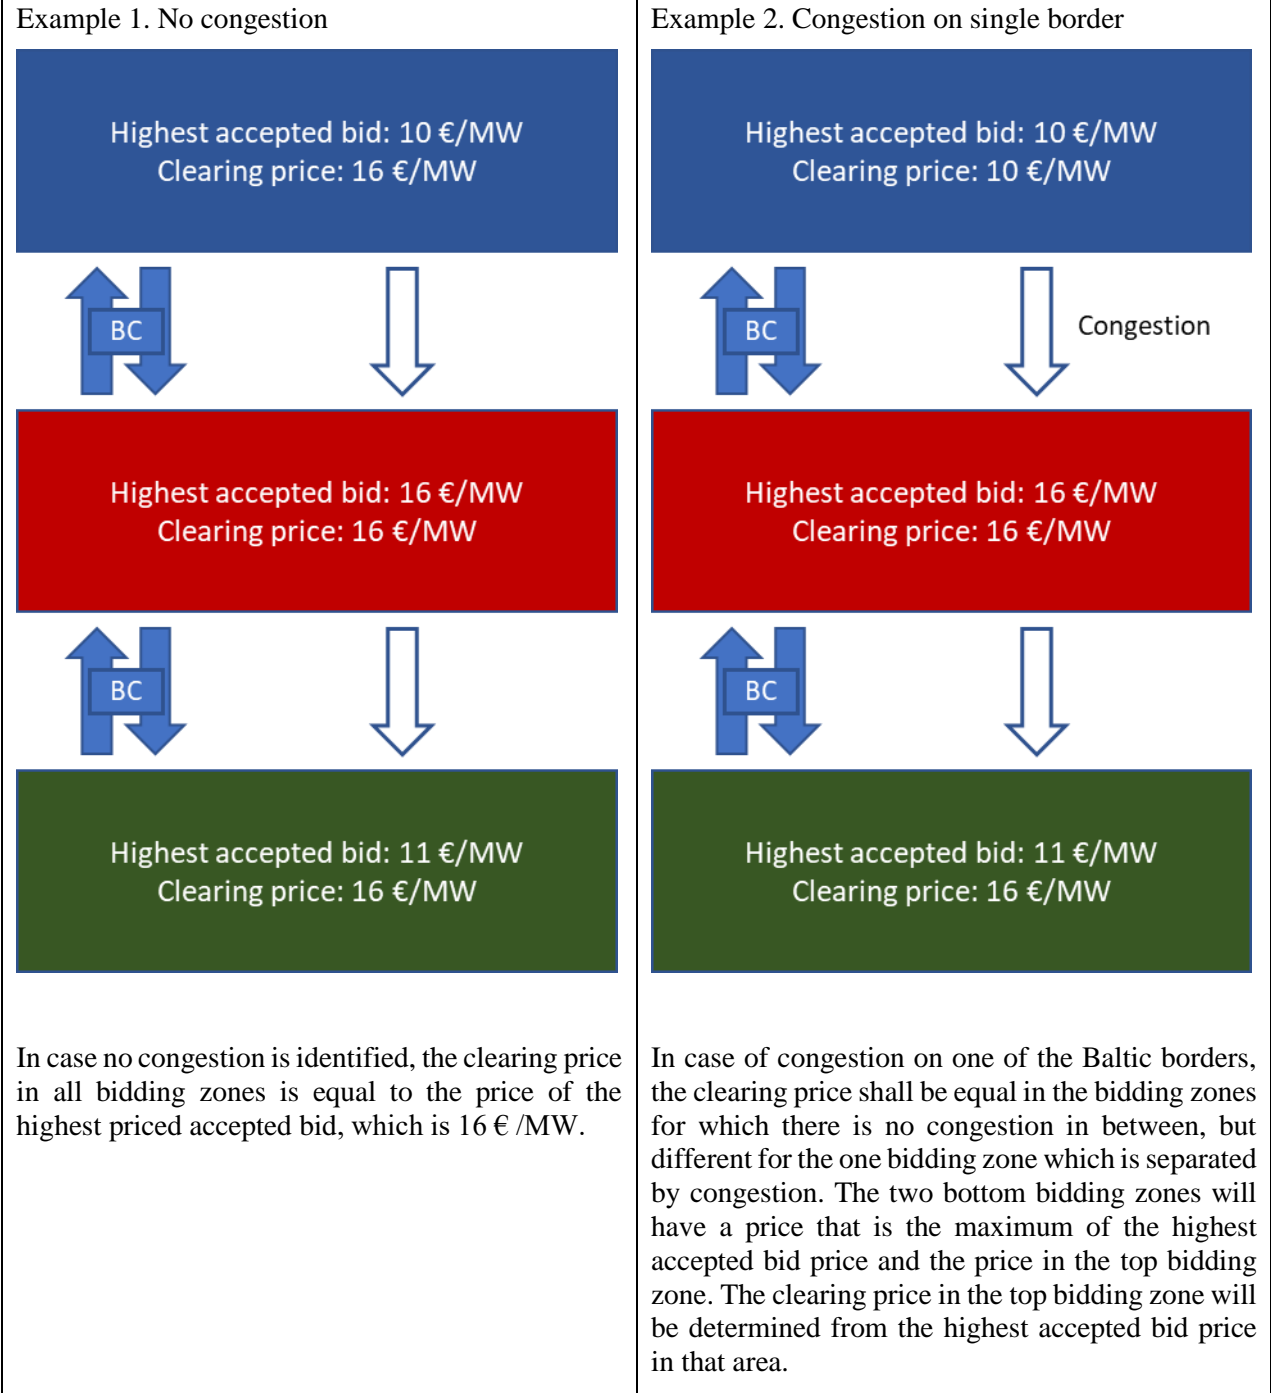 Example 1. No congestion
Highest accepted bid: 10 €/MW
Clearing price: 16 €/MW
BC
Highest accepted bid: 16 €/MW
Clearing price: 16 €/MW
BC
Highest accepted bid: 11 €/MW
Clearing price: 16 €/MW
In case no congestion is identified, the clearing price
in all bidding zones is equal to the price of the
highest priced accepted bid, which is 16 € /MW.
Example 2. Congestion on single border
Highest accepted bid: 10 €/MW
Clearing price: 10 €/MW
BC
Congestion
Highest accepted bid: 16 €/MW
Clearing price: 16 €/MW
BC
Highest accepted bid: 11 €/MW
Clearing price: 16 €/MW
In case of congestion on one of the Baltic borders,
the clearing price shall be equal in the bidding zones
for which there is no congestion in between, but
different for the one bidding zone which is separated
by congestion. The two bottom bidding zones will
have a price that is the maximum of the highest
accepted bid price and the price in the top bidding
zone. The clearing price in the top bidding zone will
be determined from the highest accepted bid price
in that area.